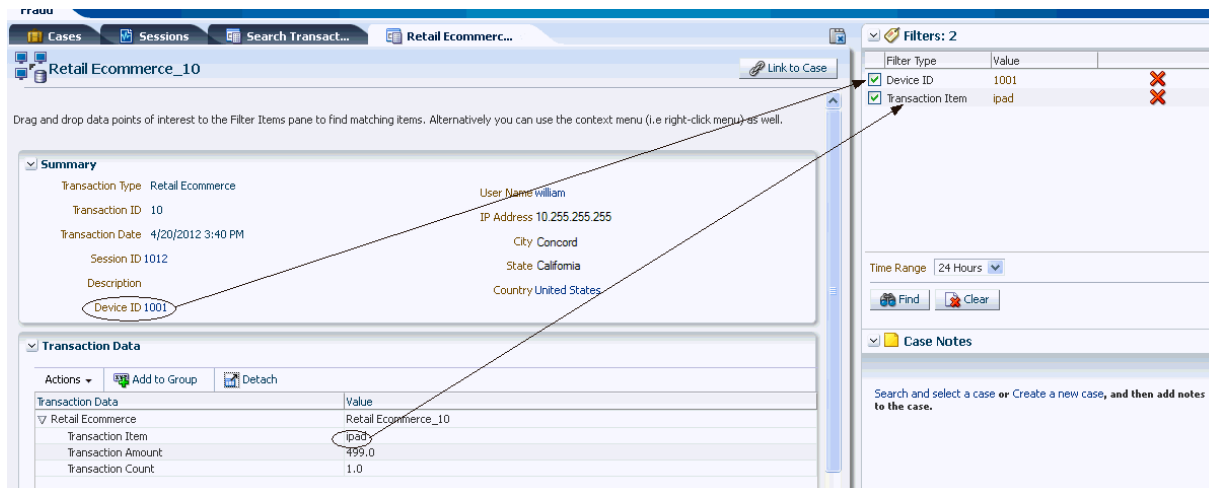 Fraud
Cases
Sessions
Search Transact...
Retail Ecommerc...
Retail Ecommerce_10
Link to Case
Drag and drop data points of interest to the Filter Items pane to find matching items. Alternatively you can use the context menu (i.e right-click menu) as well.
Summary
Transaction Type Retail Ecommerce
Transaction ID 10
Transaction Date 4/20/2012 3:40 PM
Session ID 1012
Description
Device ID 1001
User Name william
IP Address 10.255.255.255
City Concord
State California
Country United States
Transaction Data
Actions Add to Group Detach
Transaction Data Value
Retail Ecommerce Retail Ecommerce_10
Transaction Item ipad
Transaction Amount 499.0
Transaction Count 1.0
Filters: 2
Filter Type Value
Device ID 1001
Transaction Item ipad
Time Range 24 Hours
Find Clear
Case Notes
Search and select a case or Create a new case, and then add notes
to the case.